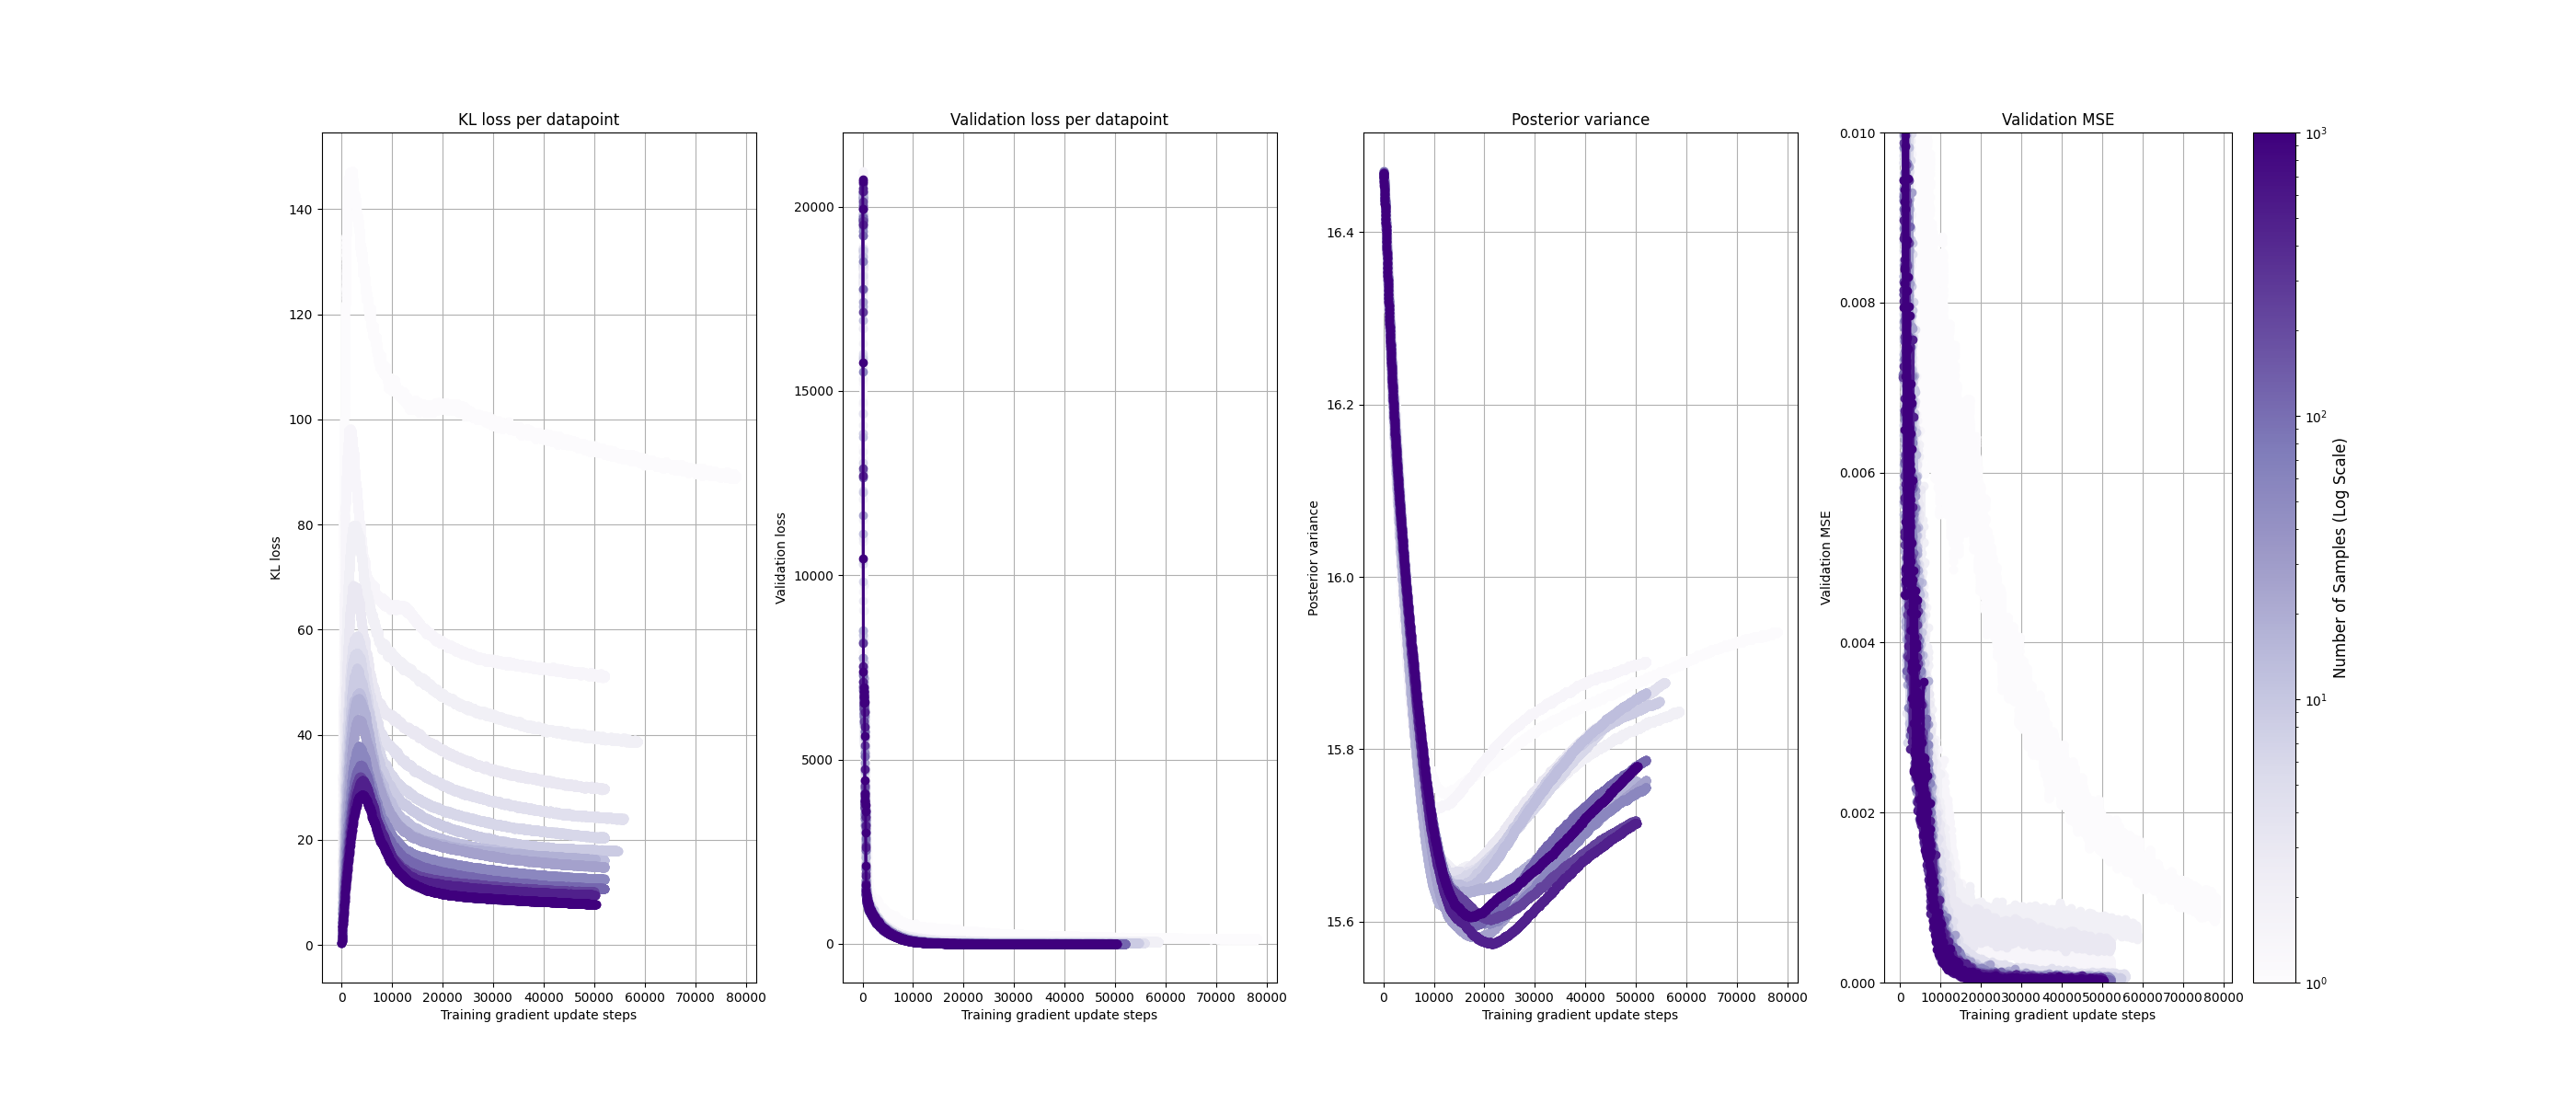 KL loss per datapoint
KL loss
140
120
100
80
60
40
20
0
0 10000 20000 30000 40000 50000 60000 70000 80000
Training gradient update steps
Validation loss per datapoint
Validation loss
20000
15000
10000
5000
0
0 10000 20000 30000 40000 50000 60000 70000 80000
Training gradient update steps
Posterior variance
Posterior variance
16.4
16.2
16.0
15.8
15.6
0 10000 20000 30000 40000 50000 60000 70000 80000
Training gradient update steps
Validation MSE
Validation MSE
0.010
0.008
0.006
0.004
0.002
0.000
0 10000 20000 30000 40000 50000 60000 70000 80000
Training gradient update steps
10³
10²
10¹
10⁰
Number of Samples (Log Scale)